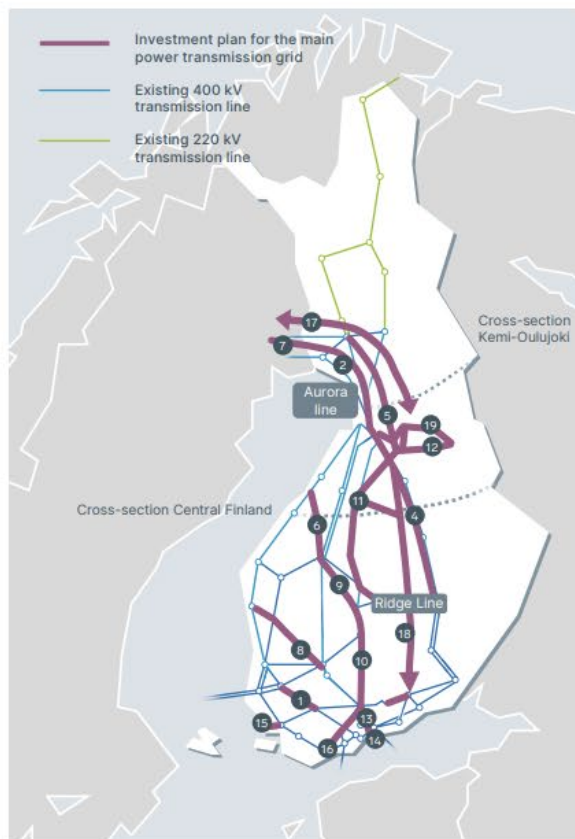 Investment plan for the main
power transmission grid
Existing 400 kV
transmission line
Existing 220 kV
transmission line
17
Cross-section
Kemi-Oulujoki
7
2
Aurora
line
5
19
12
11
Cross-section Central Finland
4
6
9
Ridge Line
18
8
10
1
13
15
14
16